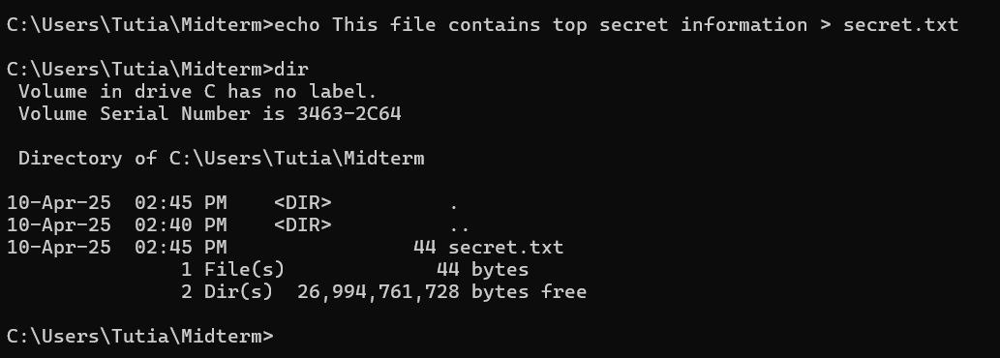 C:\Users\Tutia\Midterm>echo This file contains top secret information > secret.txt
C:\Users\Tutia\Midterm>dir
 Volume in drive C has no label.
 Volume Serial Number is 3463-2C64
 Directory of C:\Users\Tutia\Midterm
10-Apr-25  02:45 PM    <DIR>          .
10-Apr-25  02:40 PM    <DIR>          ..
10-Apr-25  02:45 PM                44 secret.txt
               1 File(s)             44 bytes
               2 Dir(s)  26,994,761,728 bytes free
C:\Users\Tutia\Midterm>